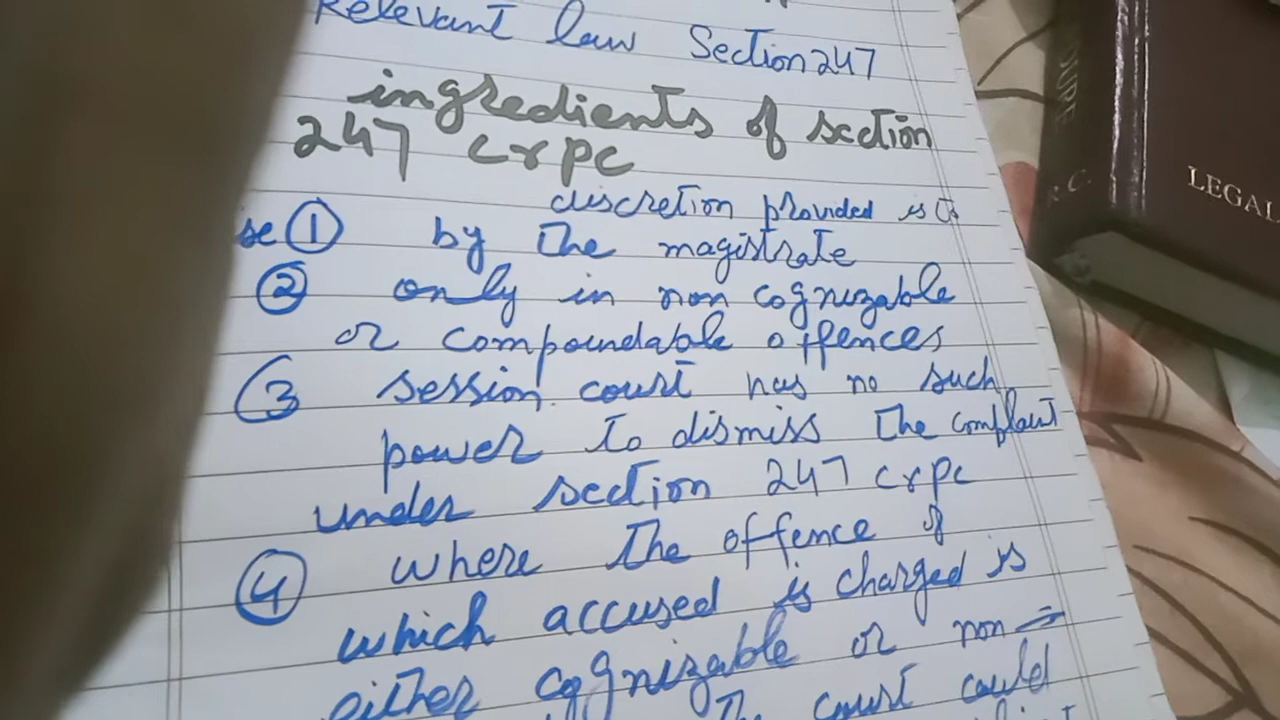 Relevant law Section 247
ingredients of section
247 crpc
discretion provided is
se ① by the magistrate
② only in non cognizable
or compoundable offences
③ session court has no such
power to dismiss the complaint
under section 247 crpc
④ where the offence of
which accused is charged is
either cognizable or non =
The court could
LEGAL